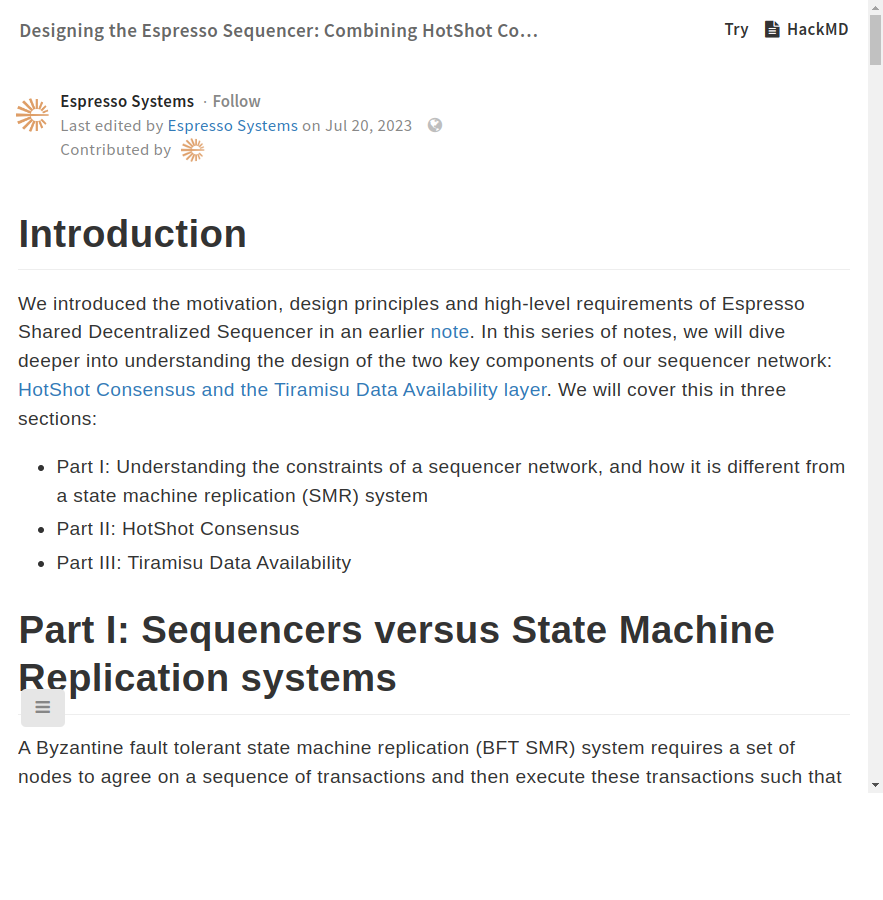 Designing the Espresso Sequencer: Combining HotShot Co…
Try HackMD
Espresso Systems · Follow
Last edited by Espresso Systems on Jul 20, 2023
Contributed by
Introduction
We introduced the motivation, design principles and high-level requirements of Espresso
Shared Decentralized Sequencer in an earlier note. In this series of notes, we will dive
deeper into understanding the design of the two key components of our sequencer network:
HotShot Consensus and the Tiramisu Data Availability layer. We will cover this in three
sections:
• Part I: Understanding the constraints of a sequencer network, and how it is different from
a state machine replication (SMR) system
• Part II: HotShot Consensus
• Part III: Tiramisu Data Availability
Part I: Sequencers versus State Machine
Replication systems
A Byzantine fault tolerant state machine replication (BFT SMR) system requires a set of
nodes to agree on a sequence of transactions and then execute these transactions such that